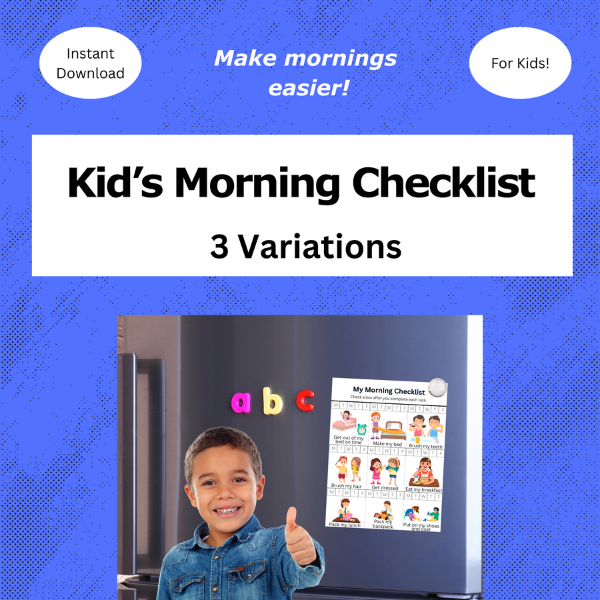 Instant
Download
Make mornings
easier!
For Kids!
Kid's Morning Checklist
3 Variations
a b c
My Morning Checklist
Check a box after you complete each task.
M T W T F M T W T F M T W T F
Get out of my
bed on time
Make my bed
Brush my teeth
M T W T F M T W T F M T W T F
Brush my hair
Get dressed
Eat my breakfast
M T W T F M T W T F M T W T F
Pack my lunch
Pack my
backpack
Put on my shoes
and coat